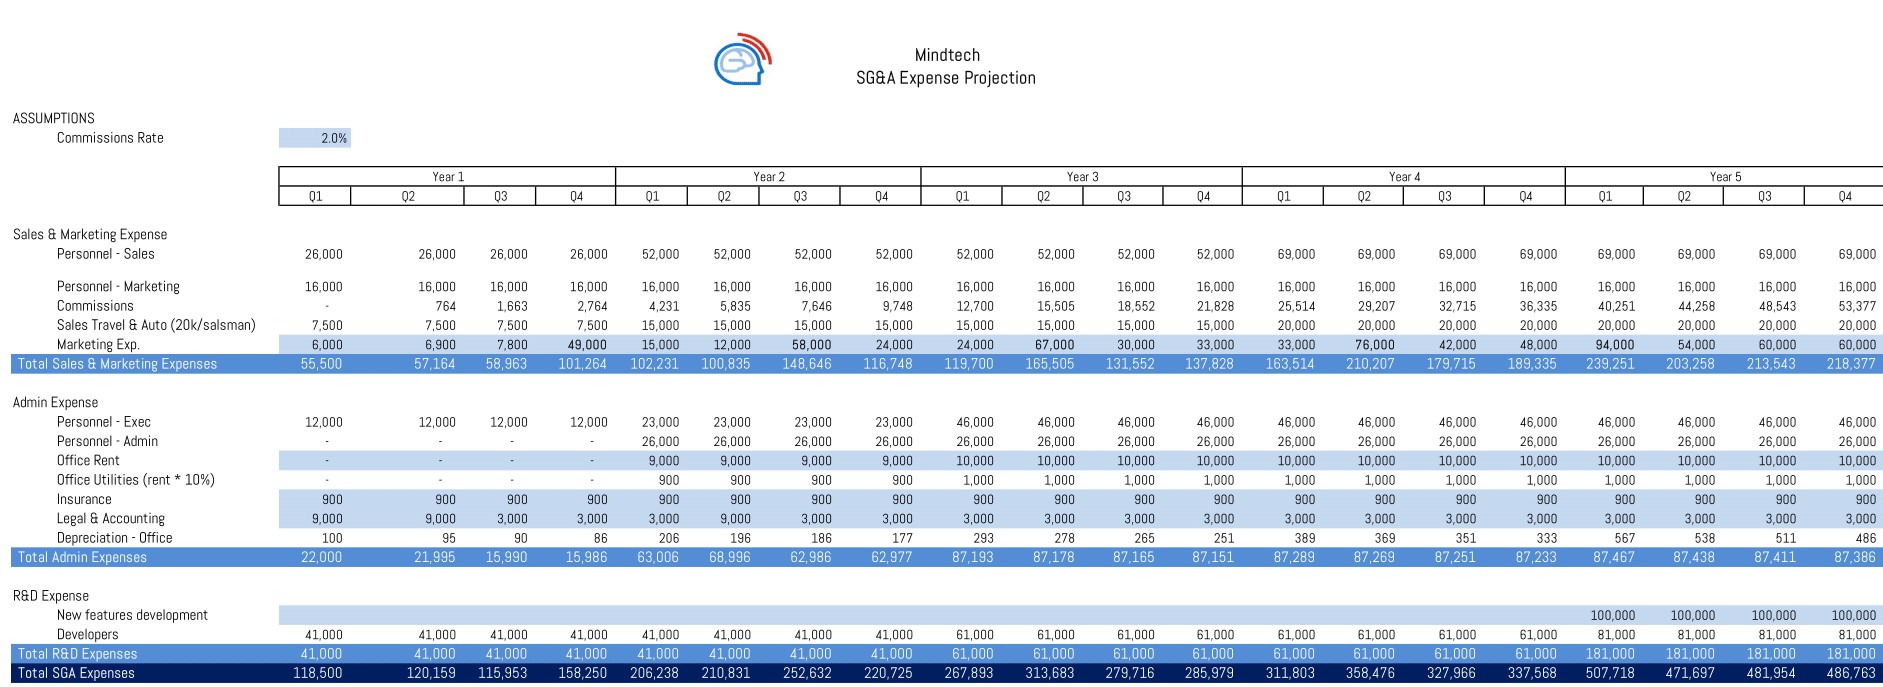 Mindtech
SG&A Expense Projection
ASSUMPTIONS
Commissions Rate 2.0%
Year 1 Year 2 Year 3 Year 4 Year 5
Q1 Q2 Q3 Q4 Q1 Q2 Q3 Q4 Q1 Q2 Q3 Q4 Q1 Q2 Q3 Q4 Q1 Q2 Q3 Q4
Sales & Marketing Expense
Personnel - Sales 26,000 26,000 26,000 26,000 52,000 52,000 52,000 52,000 52,000 52,000 52,000 52,000 69,000 69,000 69,000 69,000 69,000 69,000 69,000 69,000
Personnel - Marketing 16,000 16,000 16,000 16,000 16,000 16,000 16,000 16,000 16,000 16,000 16,000 16,000 16,000 16,000 16,000 16,000 16,000 16,000 16,000 16,000
Commissions - 764 1,663 2,764 4,231 5,835 7,646 9,748 12,700 15,505 18,552 21,828 25,514 29,207 32,715 36,335 40,251 44,258 48,543 53,377
Sales Travel & Auto (20k/salsman) 7,500 7,500 7,500 7,500 15,000 15,000 15,000 15,000 15,000 15,000 15,000 15,000 20,000 20,000 20,000 20,000 20,000 20,000 20,000 20,000
Marketing Exp. 6,000 6,900 7,800 49,000 15,000 12,000 58,000 24,000 24,000 67,000 30,000 33,000 33,000 76,000 42,000 48,000 94,000 54,000 60,000 60,000
Total Sales & Marketing Expenses 55,500 57,164 58,963 101,264 102,231 100,835 148,646 116,748 119,700 165,505 131,552 137,828 163,514 210,207 179,715 189,335 239,251 203,258 213,543 218,377
Admin Expense
Personnel - Exec 12,000 12,000 12,000 12,000 23,000 23,000 23,000 23,000 46,000 46,000 46,000 46,000 46,000 46,000 46,000 46,000 46,000 46,000 46,000 46,000
Personnel - Admin - - - - 26,000 26,000 26,000 26,000 26,000 26,000 26,000 26,000 26,000 26,000 26,000 26,000 26,000 26,000 26,000 26,000
Office Rent - - - - 9,000 9,000 9,000 9,000 10,000 10,000 10,000 10,000 10,000 10,000 10,000 10,000 10,000 10,000 10,000 10,000
Office Utilities (rent * 10%) - - - - 900 900 900 900 1,000 1,000 1,000 1,000 1,000 1,000 1,000 1,000 1,000 1,000 1,000 1,000
Insurance 900 900 900 900 900 900 900 900 900 900 900 900 900 900 900 900 900 900 900 900
Legal & Accounting 9,000 9,000 3,000 3,000 3,000 9,000 3,000 3,000 3,000 3,000 3,000 3,000 3,000 3,000 3,000 3,000 3,000 3,000 3,000 3,000
Depreciation - Office 100 95 90 86 206 196 186 177 293 278 265 251 389 369 351 333 567 538 511 486
Total Admin Expenses 22,000 21,995 15,990 15,986 63,006 68,996 62,986 62,977 87,193 87,178 87,165 87,151 87,289 87,269 87,251 87,233 87,467 87,438 87,411 87,386
R&D Expense
New features development 100,000 100,000 100,000 100,000
Developers 41,000 41,000 41,000 41,000 41,000 41,000 41,000 41,000 61,000 61,000 61,000 61,000 61,000 61,000 61,000 61,000 81,000 81,000 81,000 81,000
Total R&D Expenses 41,000 41,000 41,000 41,000 41,000 41,000 41,000 41,000 61,000 61,000 61,000 61,000 61,000 61,000 61,000 61,000 181,000 181,000 181,000 181,000
Total SGA Expenses 118,500 120,159 115,953 158,250 206,238 210,831 252,632 220,725 267,893 313,683 279,716 285,979 311,803 358,476 327,966 337,568 507,718 471,697 481,954 486,763